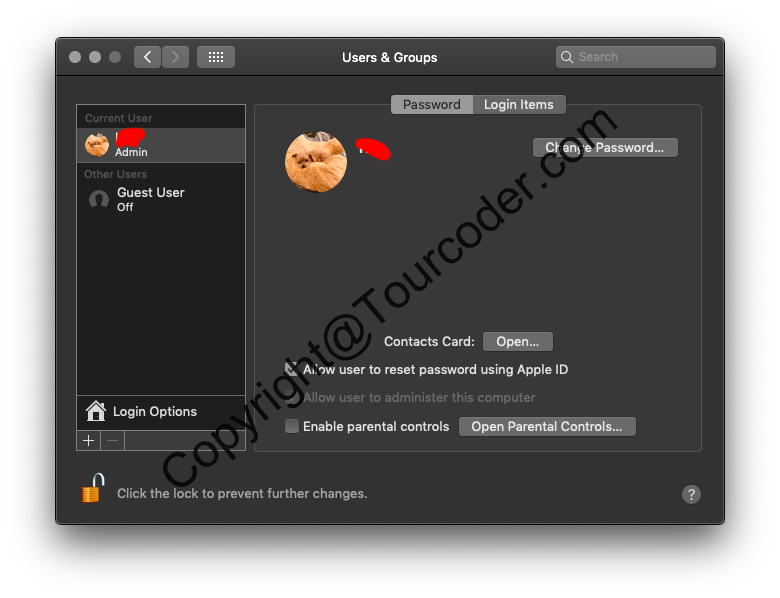 Users & Groups
Search
Password
Login Items
Current User
Admin
Other Users
Guest User
Off
Change Password...
Contacts Card:
Open...
Allow user to reset password using Apple ID
Allow user to administer this computer
Enable parental controls
Open Parental Controls...
Login Options
Click the lock to prevent further changes.
?
Copyright@Tourcoder.com